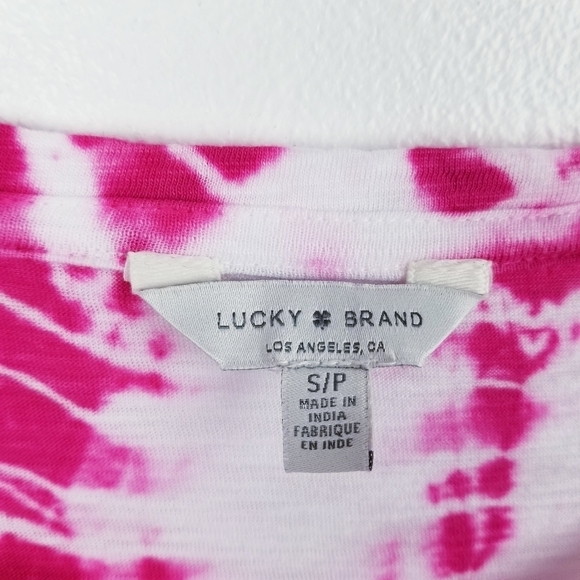 LUCKY BRAND
LOS ANGELES, CA
S/P
MADE IN
INDIA
FABRIQUE
EN INDE